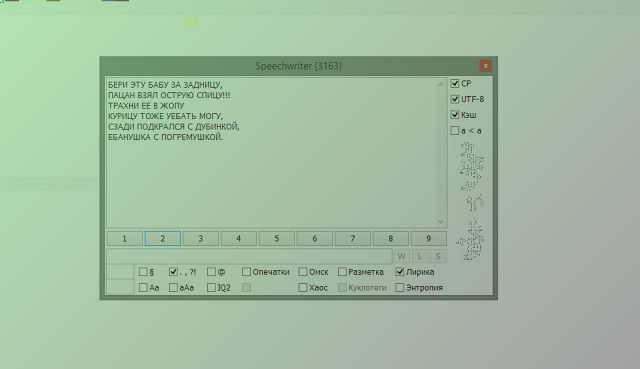 Speechwriter [3163]
x
БЕРИ ЭТУ БАБУ ЗА ЗАДНИЦУ,
ПАЦАН ВЗЯЛ ОСТРУЮ СПИЦУ!!!
ТРАХНИ ЕЕ В ЖОПУ
КУРИЦУ ТОЖЕ УЕБАТЬ МОГУ,
СЗАДИ ПОДКРАЛСЯ С ДУБИНКОЙ,
ЕБАНУШКА С ПОГРЕМУШКОЙ.
CP
UTF-8
Кэш
a < a
1 2 3 4 5 6 7 8 9
W L S
§ . , ?! @ Опечатки Омск Разметка Лирика
Aa aAa IQ2 Хаос Куклотеги Энтропия